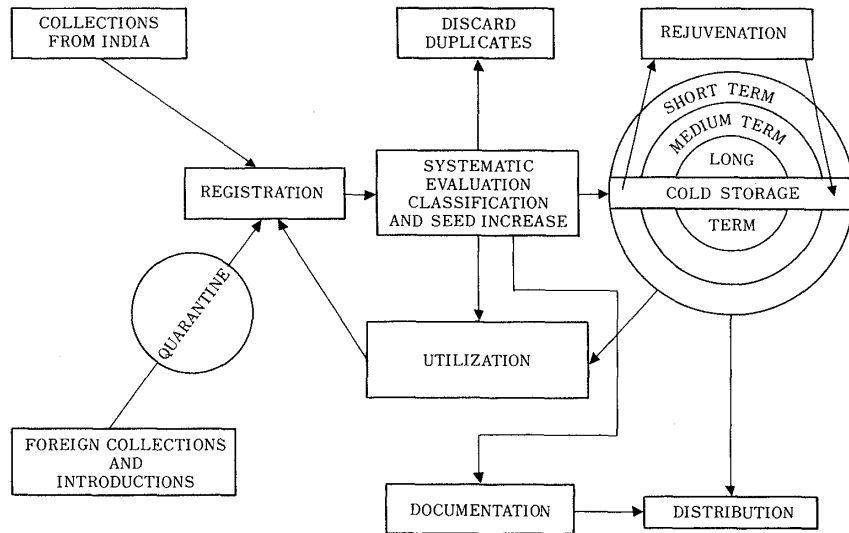 COLLECTIONS
FROM INDIA
DISCARD
DUPLICATES
REJUVENATION
SHORT TERM
MEDIUM TERM
LONG
COLD STORAGE
TERM
REGISTRATION
SYSTEMATIC
EVALUATION
CLASSIFICATION
AND SEED INCREASE
QUARANTINE
UTILIZATION
FOREIGN COLLECTIONS
AND
INTRODUCTIONS
DOCUMENTATION
DISTRIBUTION